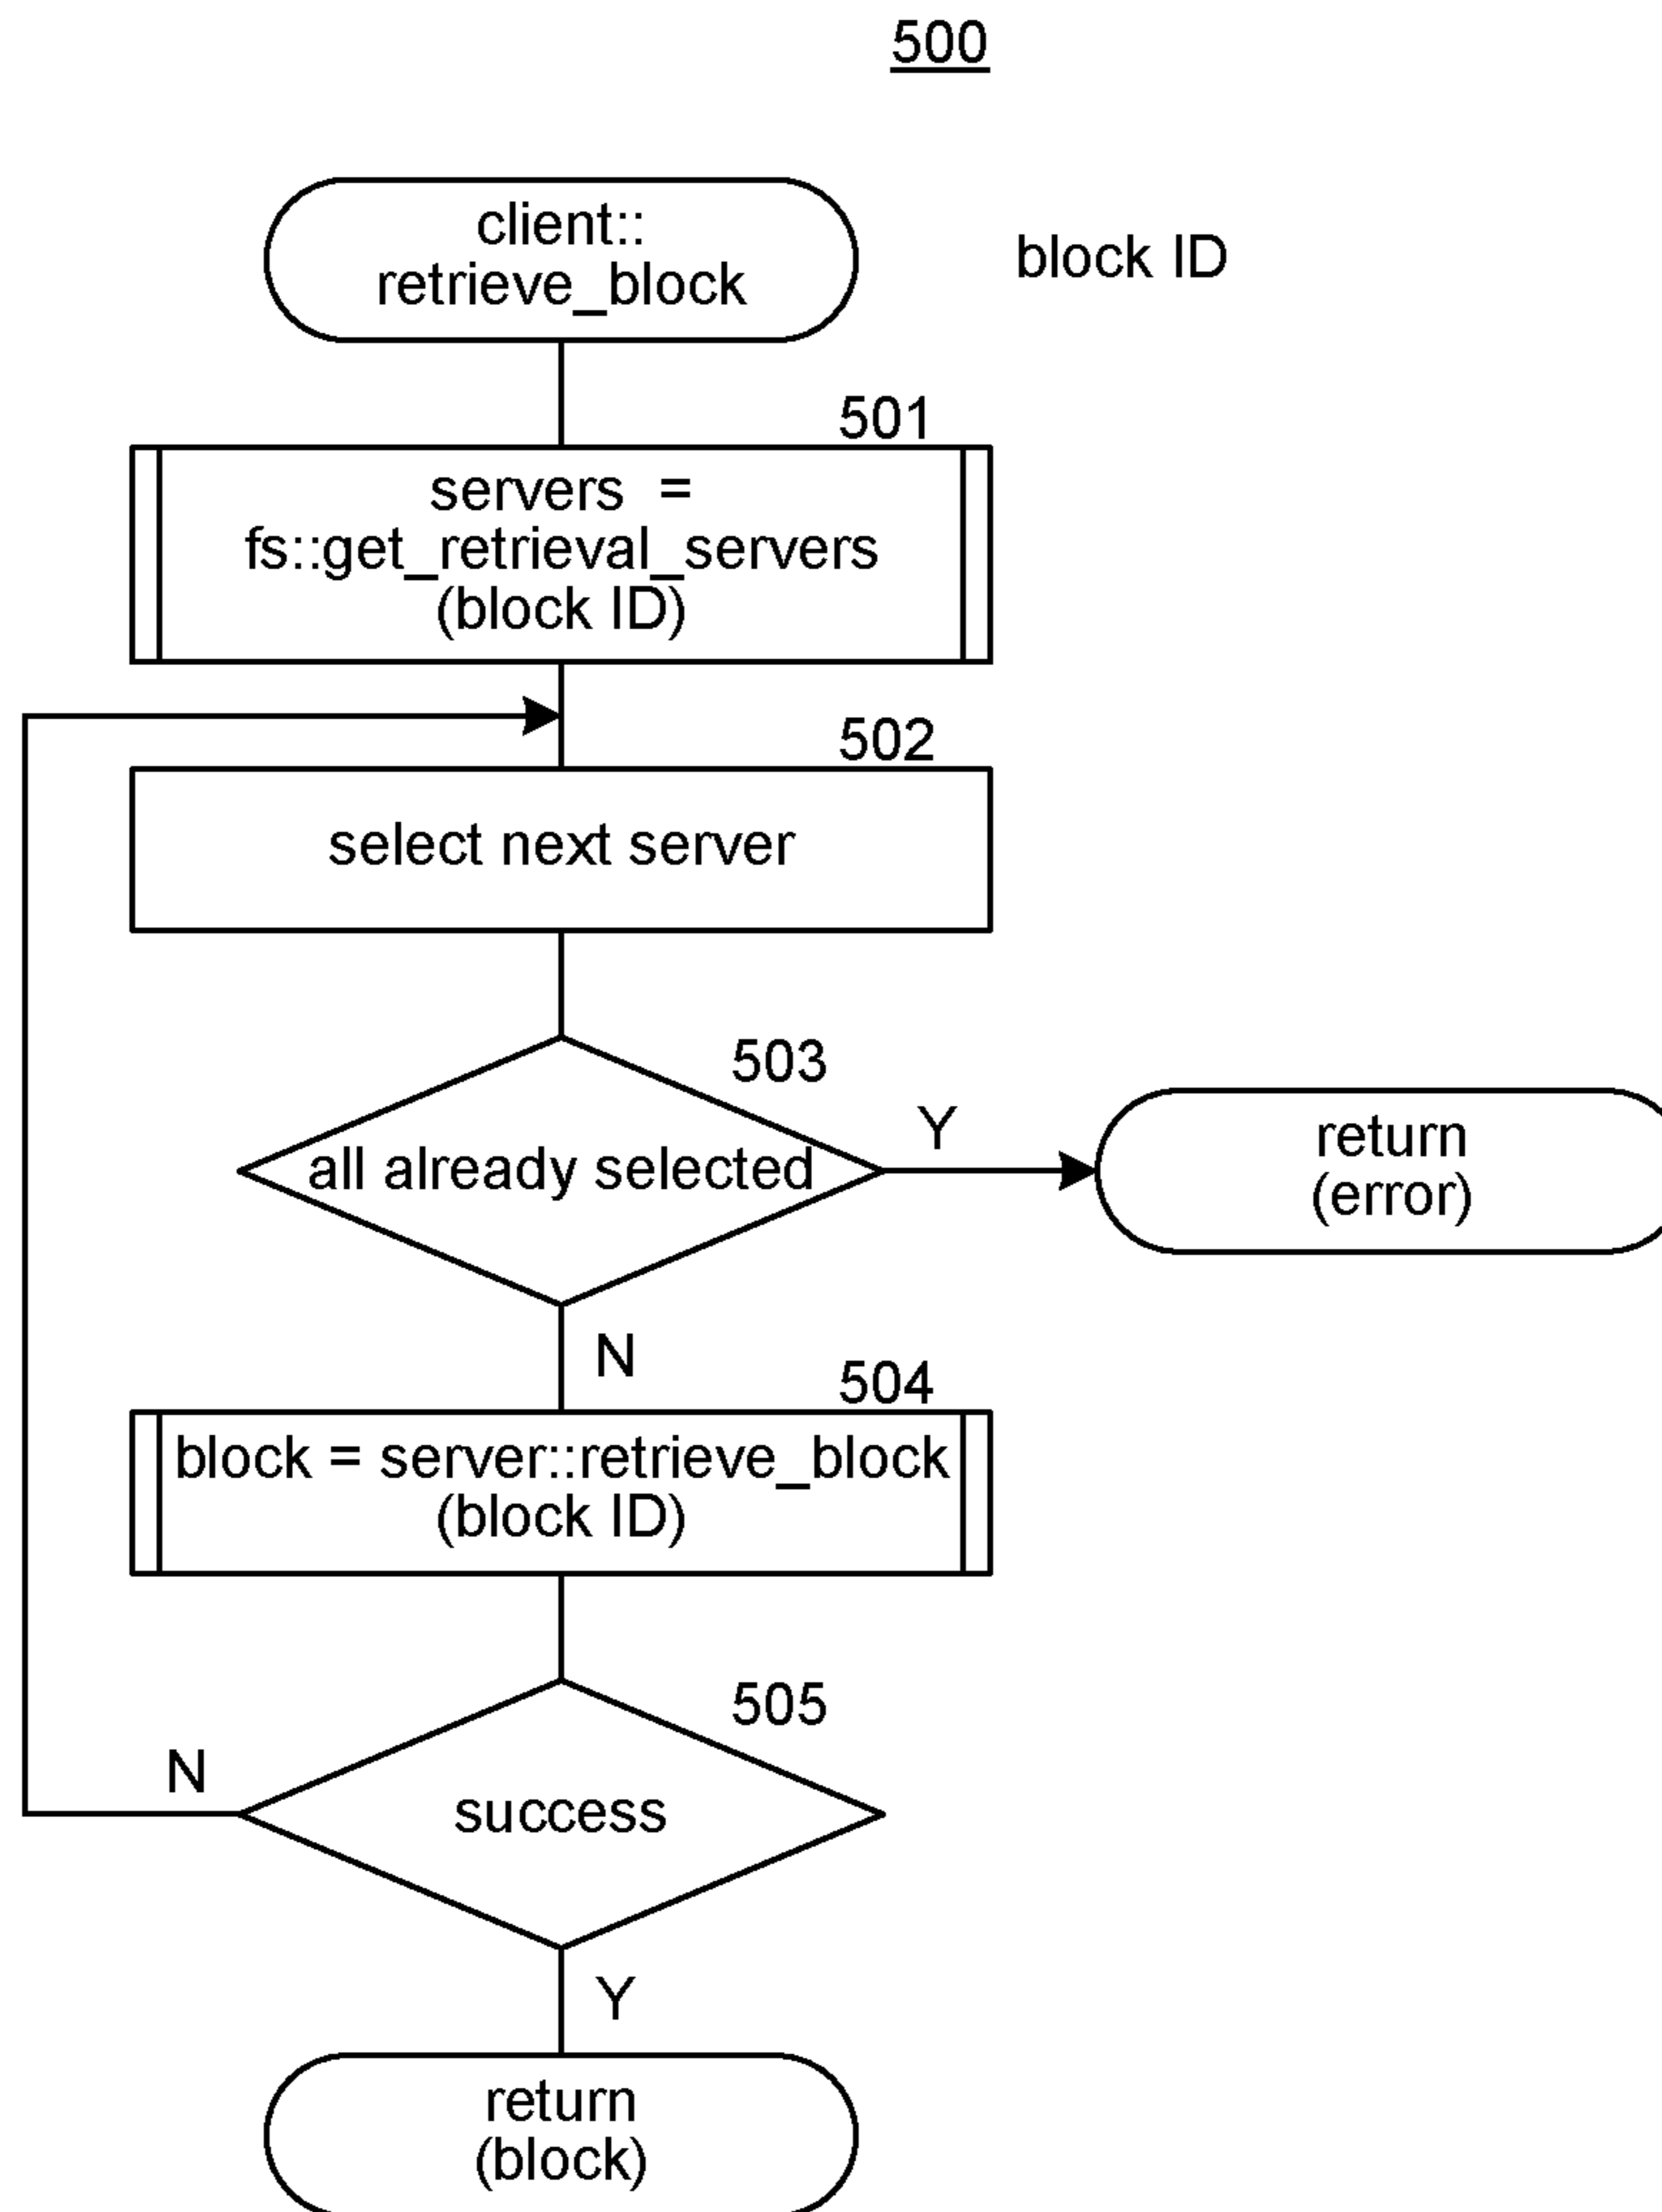 500
client::
retrieve_block
block ID
501
servers =
fs::get_retrieval_servers
(block ID)
502
select next server
503
all already selected
Y
return
(error)
N
504
block = server::retrieve_block
(block ID)
505
N
success
Y
return
(block)